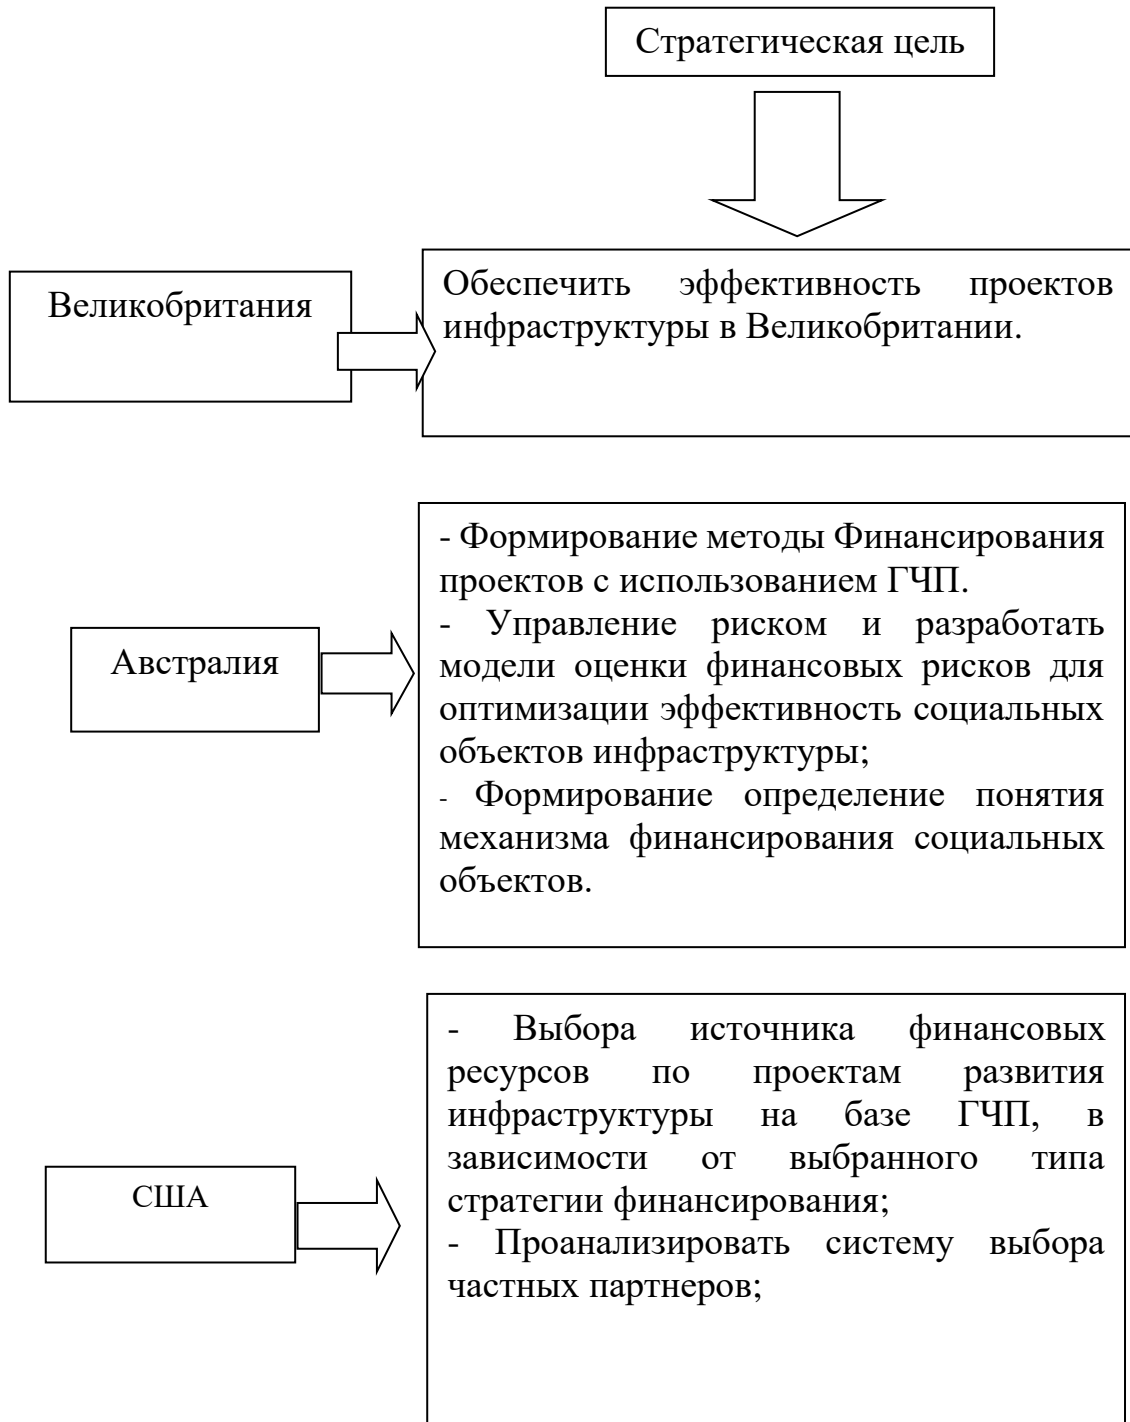 Стратегическая цель
Великобритания
Обеспечить эффективность проектов
инфраструктуры в Великобритании.
Австралия
- Формирование методы Финансирования
проектов с использованием ГЧП.
- Управление риском и разработать
модели оценки финансовых рисков для
оптимизации эффективность социальных
объектов инфраструктуры;
- Формирование определение понятия
механизма финансирования социальных
объектов.
США
- Выбора источника финансовых
ресурсов по проектам развития
инфраструктуры на базе ГЧП, в
зависимости от выбранного типа
стратегии финансирования;
- Проанализировать систему выбора
частных партнеров;